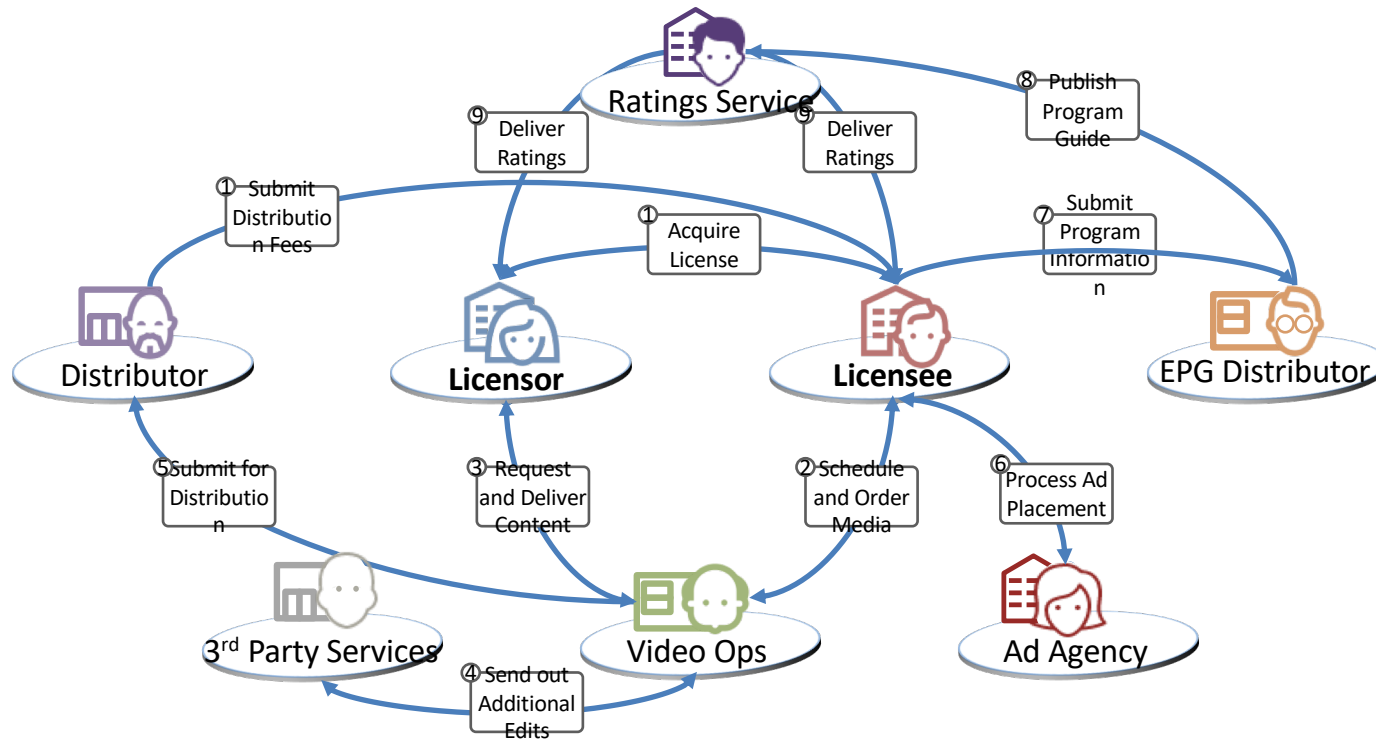 Ratings Service
8 Publish
Program
Guide
9 Deliver
Ratings
9 Deliver
Ratings
1 Submit
Distributio
n Fees
1
Acquire
License
7 Submit
Program
Informatio
n
Distributor
Licensor
Licensee
EPG Distributor
5 Submit for
Distributio
n
3 Request
and Deliver
Content
2 Schedule
and Order
Media
6
Process Ad
Placement
3rd Party Services
Video Ops
Ad Agency
4 Send out
Additional
Edits